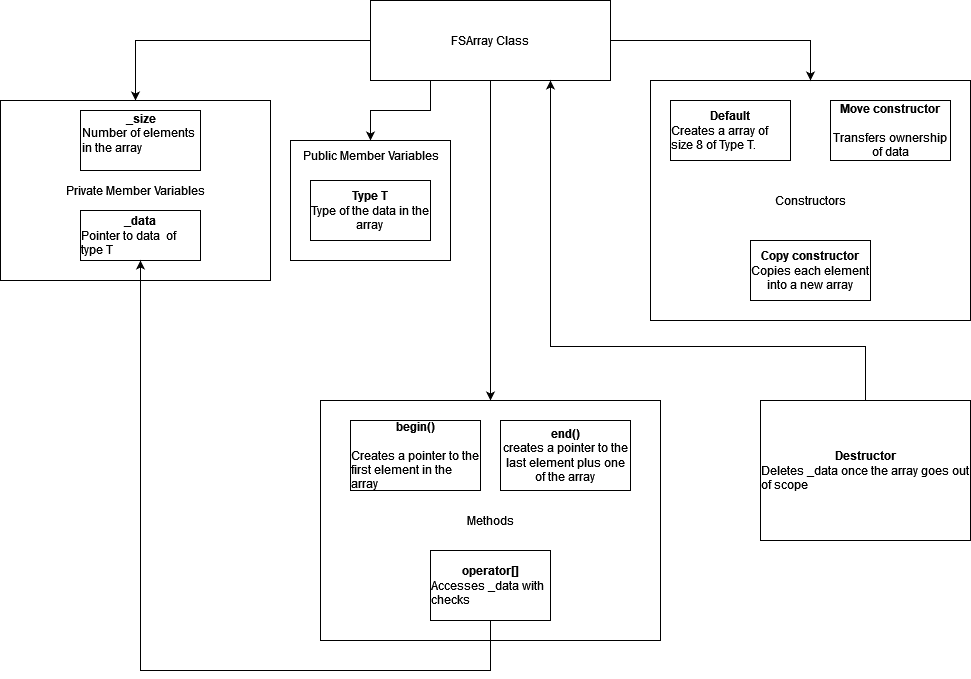 FSArray Class
_size
Number of elements
in the array
Private Member Variables
_data
Pointer to data  of
type T
Public Member Variables
Type T
Type of the data in the
array
Default
Creates a array of
size 8 of Type T.
Move constructor
Transfers ownership
of data
Constructors
Copy constructor
Copies each element
into a new array
begin()
Creates a pointer to the
first element in the
array
end()
creates a pointer to the
last element plus one
of the array
Methods
operator[]
Accesses _data with
checks
Destructor
Deletes _data once the array goes out
of scope